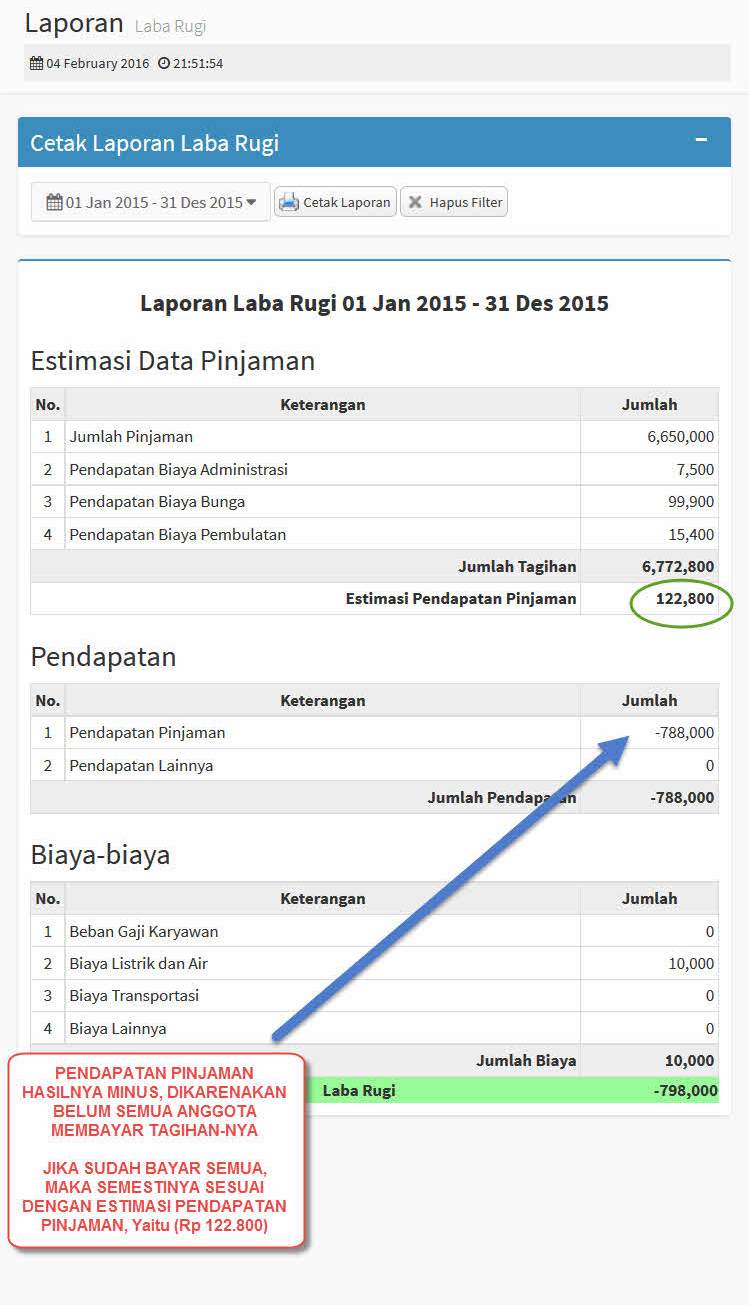 Laporan Laba Rugi
04 February 2016 21:51:54
Cetak Laporan Laba Rugi
01 Jan 2015 - 31 Des 2015 Cetak Laporan Hapus Filter
Laporan Laba Rugi 01 Jan 2015 - 31 Des 2015
Estimasi Data Pinjaman
No. Keterangan Jumlah
1 Jumlah Pinjaman 6,650,000
2 Pendapatan Biaya Administrasi 7,500
3 Pendapatan Biaya Bunga 99,900
4 Pendapatan Biaya Pembulatan 15,400
Jumlah Tagihan 6,772,800
Estimasi Pendapatan Pinjaman 122,800
Pendapatan
No. Keterangan Jumlah
1 Pendapatan Pinjaman -788,000
2 Pendapatan Lainnya 0
Jumlah Pendapatan -788,000
Biaya-biaya
No. Keterangan Jumlah
1 Beban Gaji Karyawan 0
2 Biaya Listrik dan Air 10,000
3 Biaya Transportasi 0
4 Biaya Lainnya 0
Jumlah Biaya 10,000
Laba Rugi -798,000
PENDAPATAN PINJAMAN
HASILNYA MINUS, DIKARENAKAN
BELUM SEMUA ANGGOTA
MEMBAYAR TAGIHAN-NYA
JIKA SUDAH BAYAR SEMUA,
MAKA SEMESTINYA SESUAI
DENGAN ESTIMASI PENDAPATAN
PINJAMAN, Yaitu (Rp 122.800)